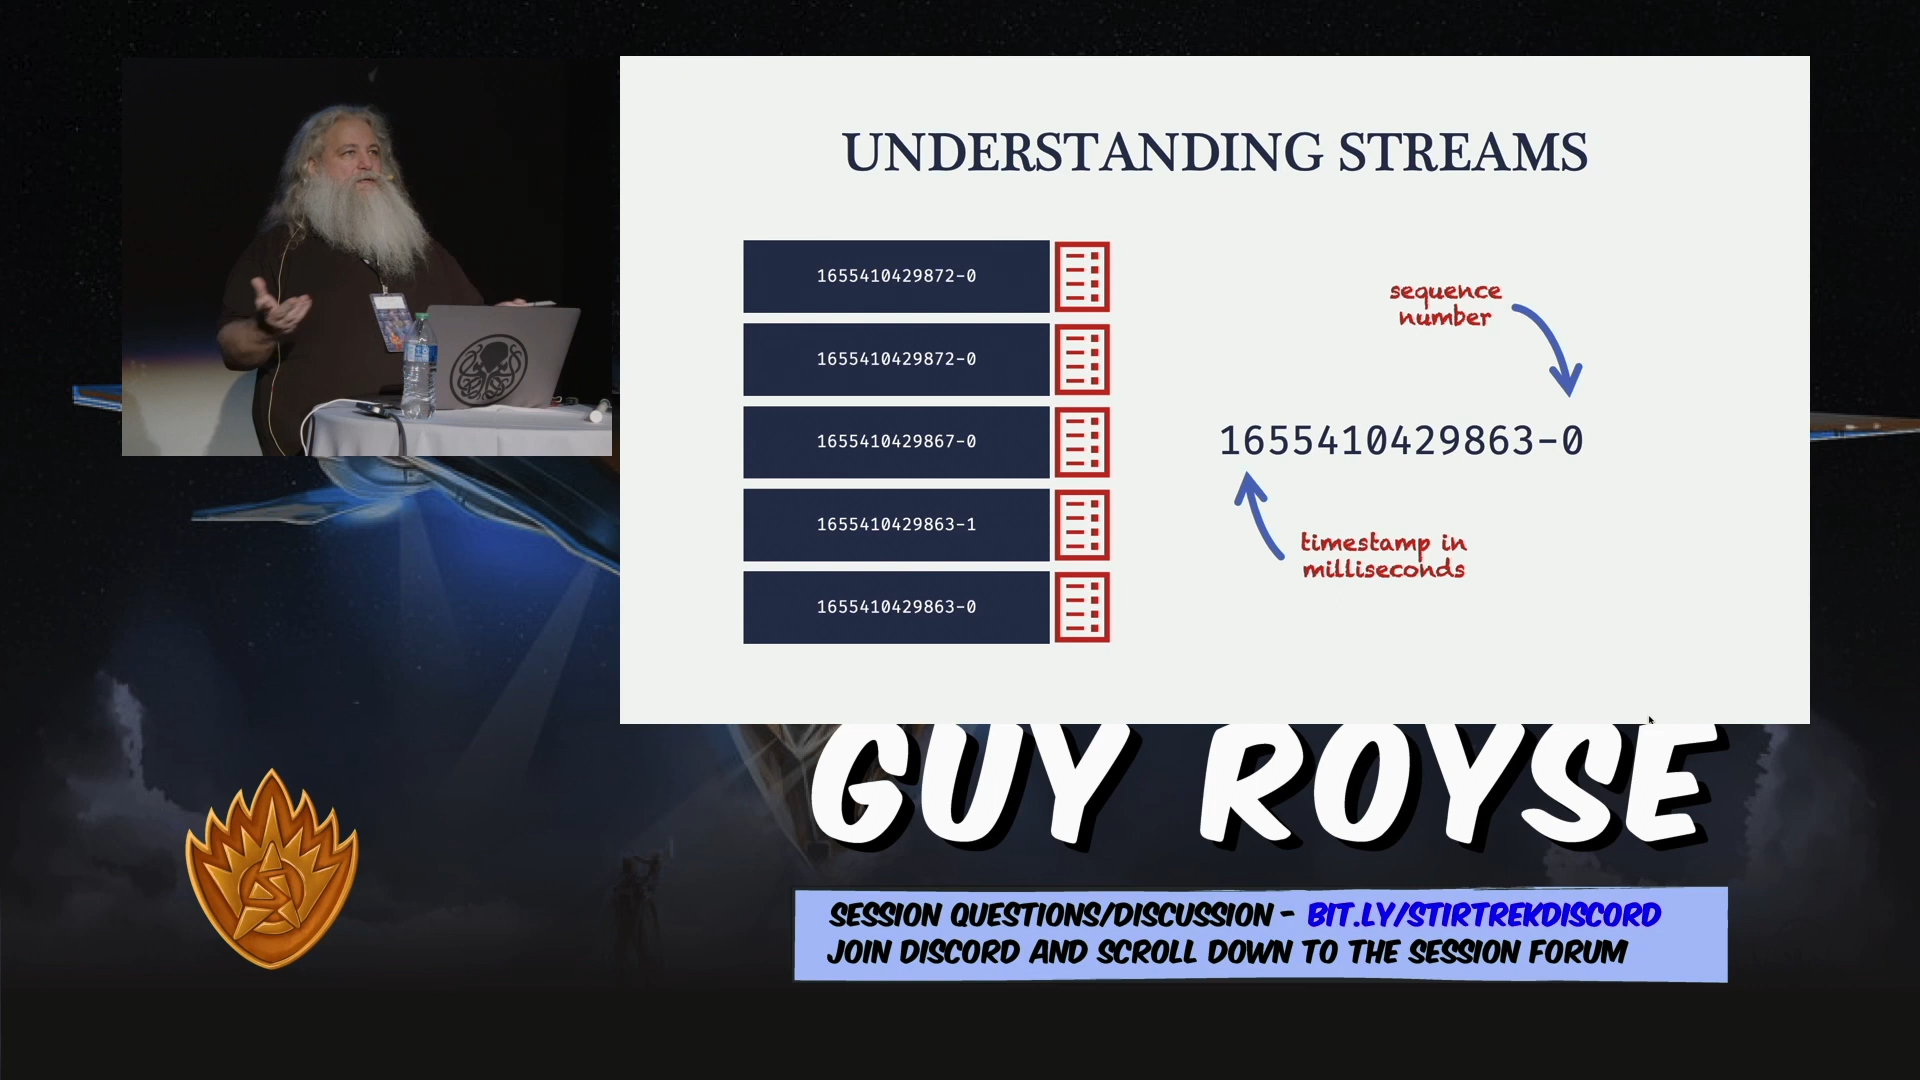 UNDERSTANDING STREAMS
1655410429872-0
1655410429872-0
1655410429867-0
1655410429863-1
1655410429863-0
sequence
number
1655410429863-0
timestamp in
milliseconds
GUY ROYSE
SESSION QUESTIONS/DISCUSSION - BIT.LY/STIRTREKDISCORD
JOIN DISCORD AND SCROLL DOWN TO THE SESSION FORUM